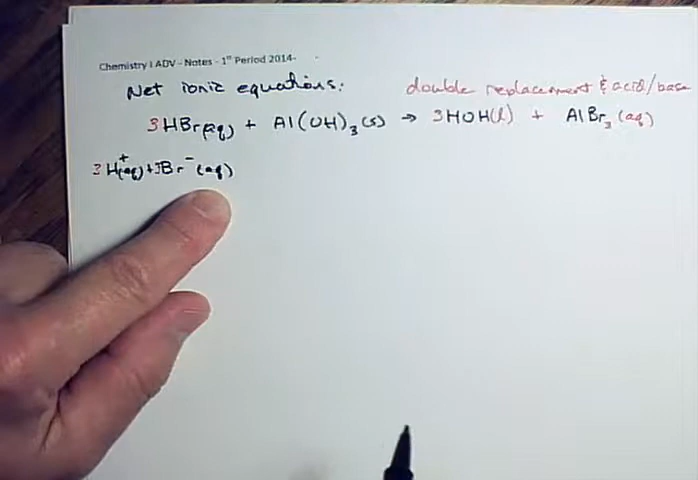 Chemistry I ADV - Notes - 1st Period 2014-
Net ionic equations: double replacement & acid/base
3HBr(aq) + Al(OH)₃(s) → 3HOH(l) + AlBr₃(aq)
3H⁺(aq)+3Br⁻(aq)